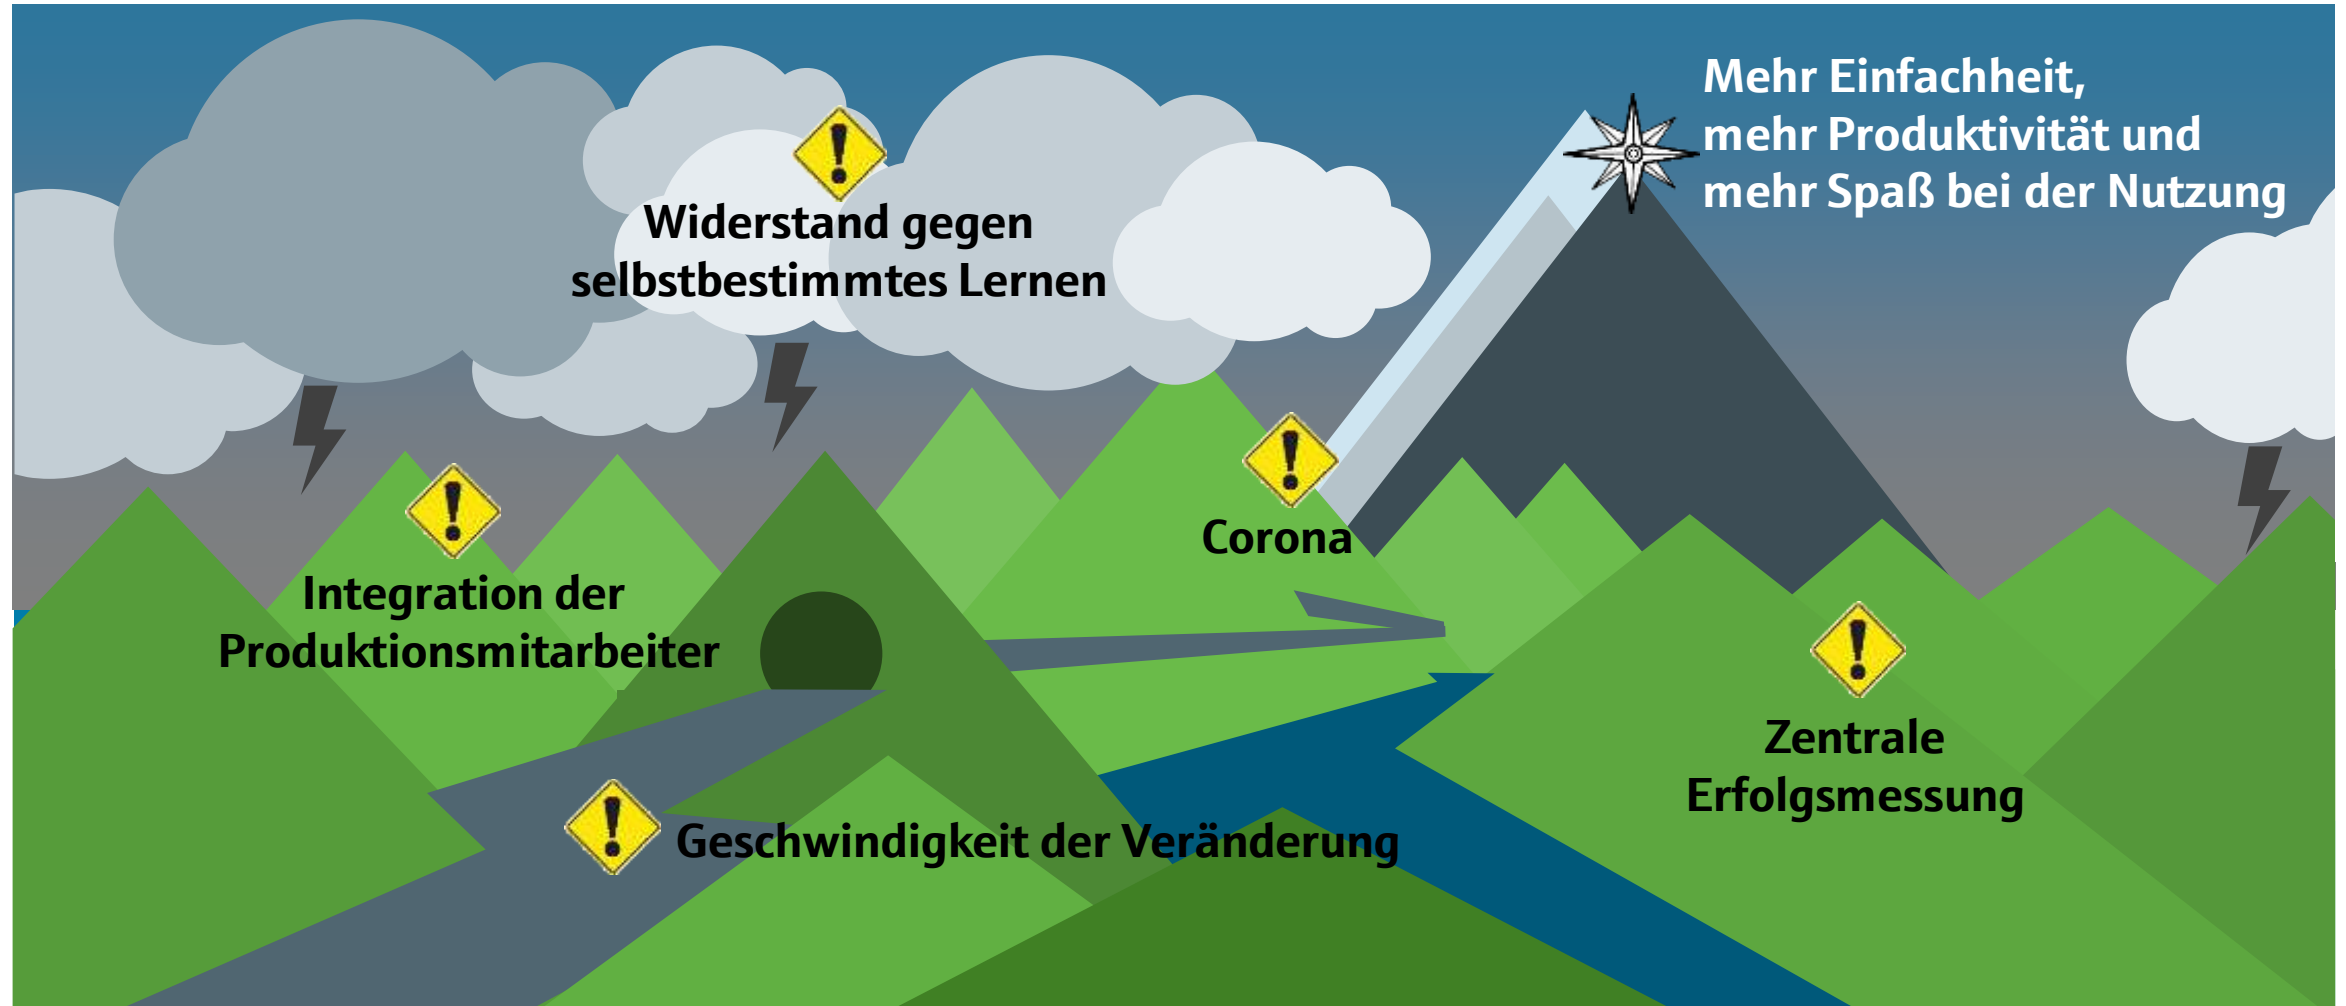 Mehr Einfachheit,
mehr Produktivität und
mehr Spaß bei der Nutzung
Widerstand gegen
selbstbestimmtes Lernen
Corona
Integration der
Produktionsmitarbeiter
Zentrale
Erfolgsmessung
Geschwindigkeit der Veränderung